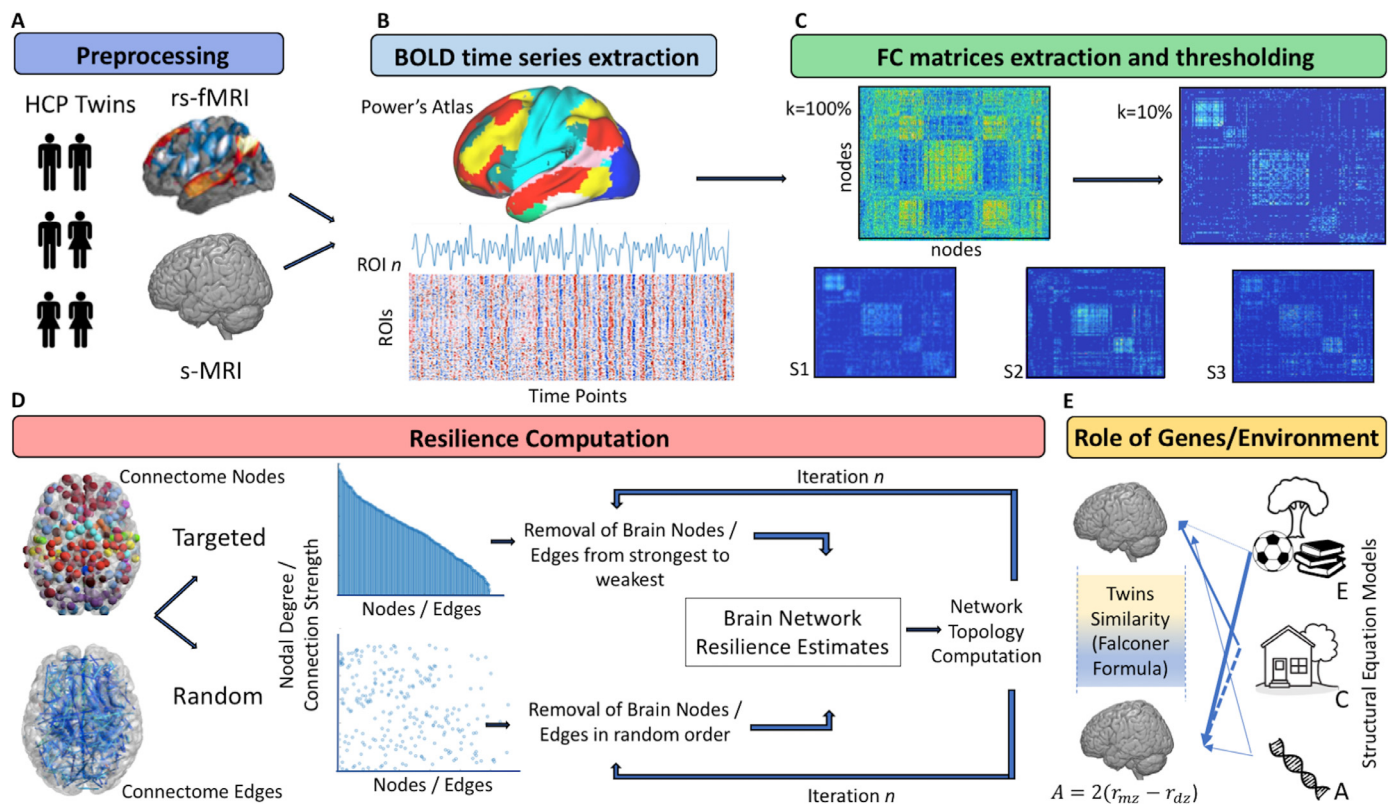 A
Preprocessing
HCP Twins
rs-fMRI
s-MRI
B
BOLD time series extraction
Power's Atlas
ROI n
ROIs
Time Points
C
FC matrices extraction and thresholding
k=100%
nodes
nodes
k=10%
S1
S2
S3
D
Resilience Computation
Connectome Nodes
Targeted
Random
Connectome Edges
Nodal Degree /
Connection Strength
Nodes / Edges
Nodes / Edges
Iteration n
Removal of Brain Nodes /
Edges from strongest to
weakest
Brain Network
Resilience Estimates
Network
Topology
Computation
Removal of Brain Nodes /
Edges in random order
Iteration n
E
Role of Genes/Environment
Twins
Similarity
(Falconer
Formula)
A = 2(r_mz − r_dz)
E
C
A
Structural Equation Models